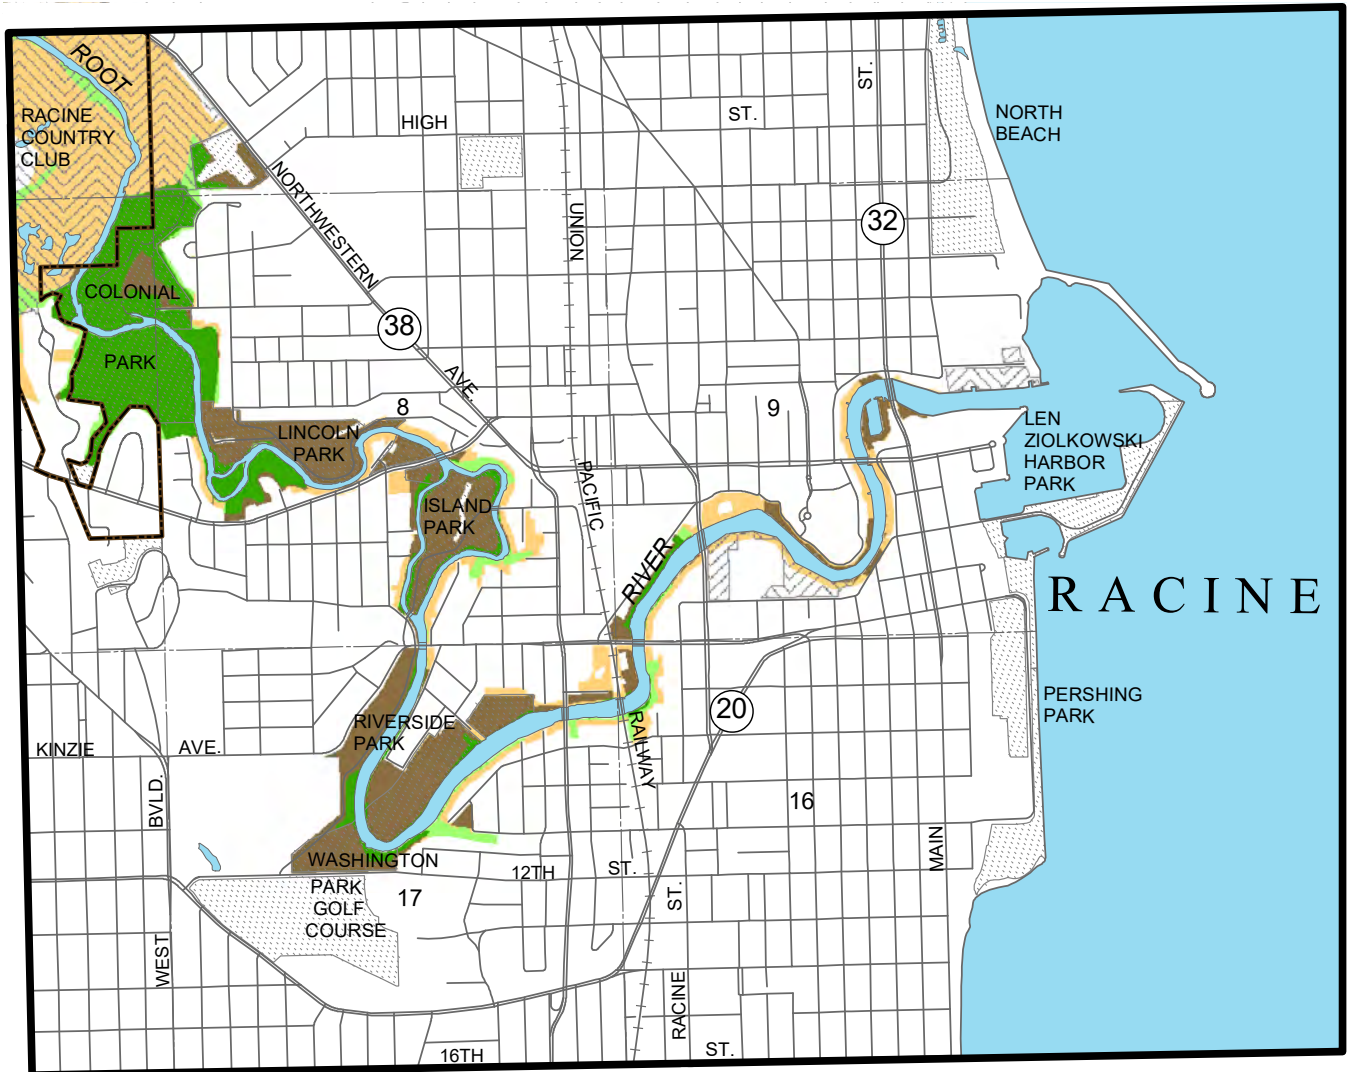 ROOT
RACINE
COUNTRY
CLUB
HIGH
ST.
ST.
NORTH
BEACH
NORTHWESTERN
UNION
32
COLONIAL
PARK
38
AVE.
8
9
LINCOLN
PARK
LEN
ZIOLKOWSKI
HARBOR
PARK
ISLAND
PARK
PACIFIC
RIVER
RACINE
PERSHING
PARK
20
RIVERSIDE
PARK
RAILWAY
KINZIE
AVE.
BVLD.
16
MAIN
WASHINGTON
PARK
GOLF
COURSE
17
12TH
ST.
ST.
WEST
RACINE
16TH
ST.